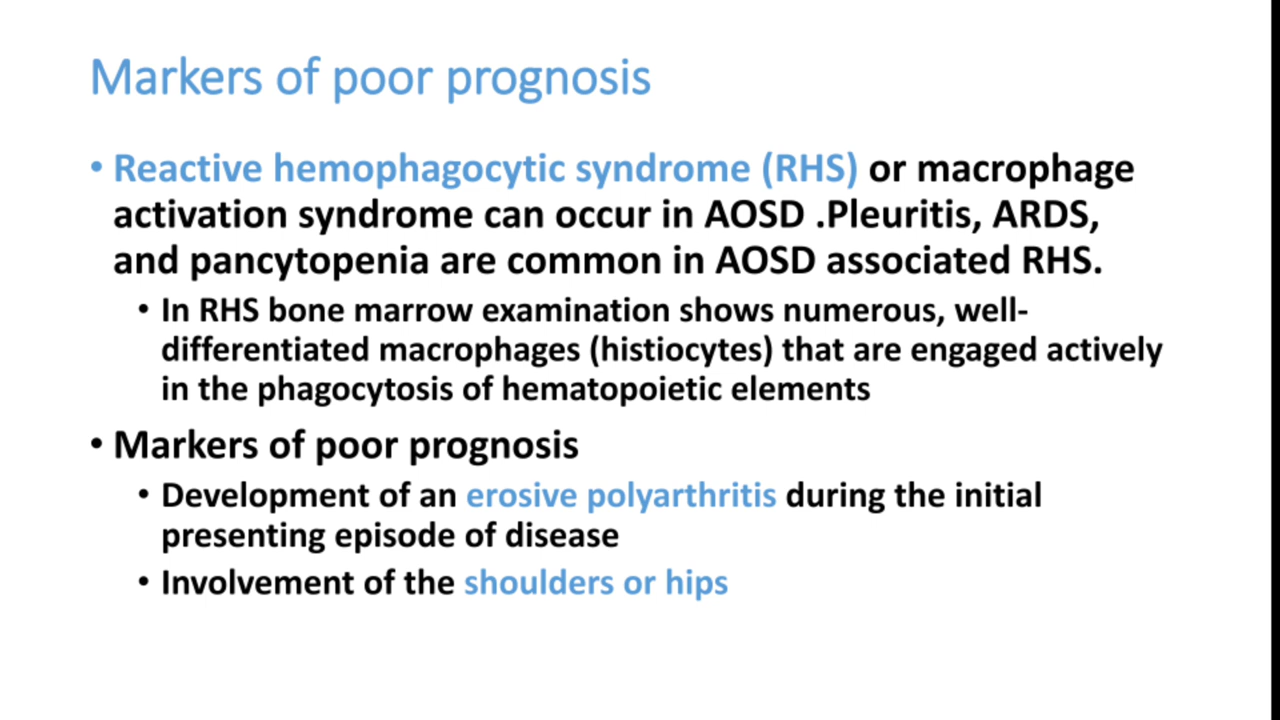 Markers of poor prognosis
• Reactive hemophagocytic syndrome (RHS) or macrophage
activation syndrome can occur in AOSD .Pleuritis, ARDS,
and pancytopenia are common in AOSD associated RHS.
• In RHS bone marrow examination shows numerous, well-
differentiated macrophages (histiocytes) that are engaged actively
in the phagocytosis of hematopoietic elements
• Markers of poor prognosis
• Development of an erosive polyarthritis during the initial
presenting episode of disease
• Involvement of the shoulders or hips